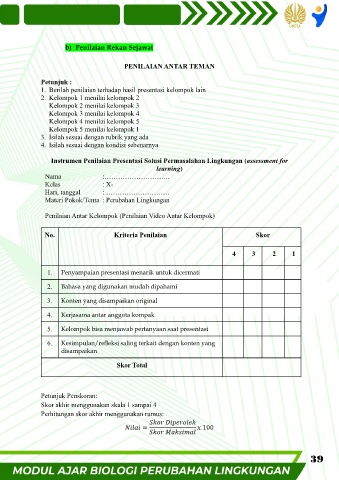 b) Penilaian Rekan Sejawat
PENILAIAN ANTAR TEMAN
Petunjuk :
1. Berilah penilaian terhadap hasil presentasi kelompok lain
2. Kelompok 1 menilai kelompok 2
Kelompok 2 menilai kelompok 3
Kelompok 3 menilai kelompok 4
Kelompok 4 menilai kelompok 5
Kelompok 5 menilai kelompok 1
3. Isilah sesuai dengan rubrik yang ada
4. Isilah sesuai dengan kondisi sebenarnya
Instrumen Penilaian Presentasi Solusi Permasalahan Lingkungan (assessment for
learning)
Nama :...........................
Kelas : X-
Hari, tanggal : ...........................
Materi Pokok/Tema : Perubahan Lingkungan
Penilaian Antar Kelompok (Penilaian Video Antar Kelompok)
No. Kriteria Penilaian Skor
4 3 2 1
1. Penyampaian presentasi menarik untuk dicermati
2. Bahasa yang digunakan mudah dipahami
3. Konten yang disampaikan original
4. Kerjasama antar anggota kompak
5. Kelompok bisa menjawab pertanyaan saat presentasi
6. Kesimpulan/refleksi saling terkait dengan konten yang
disampaikan
Skor Total
Petunjuk Penskoran:
Skor akhir menggunakan skala 1 sampai 4
Perhitungan skor akhir menggunakan rumus:
Nilai = Skor Diperoleh / Skor Maksimal x 100
39
MODUL AJAR BIOLOGI PERUBAHAN LINGKUNGAN